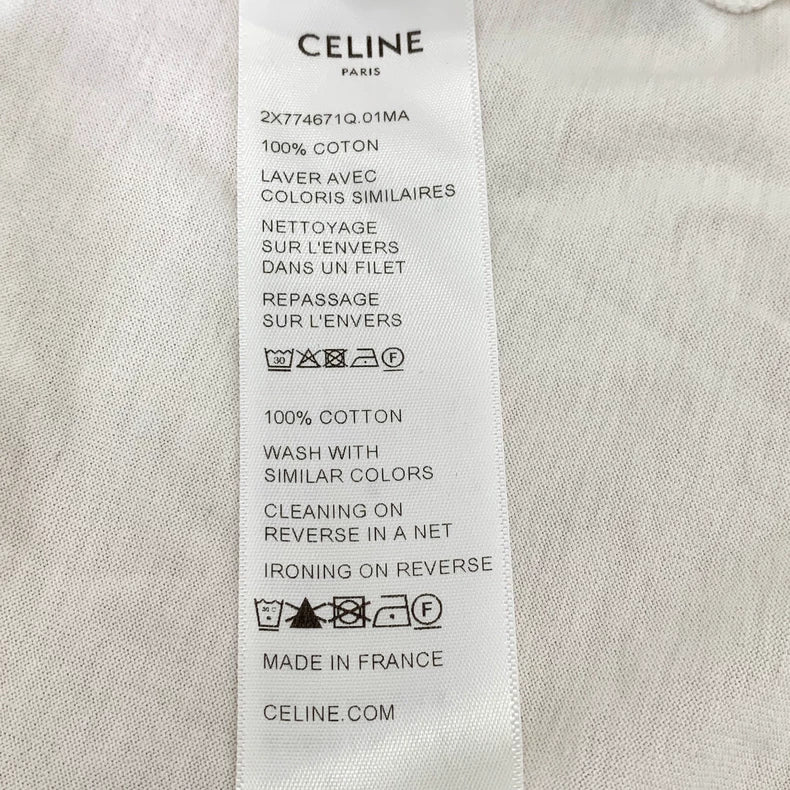 CELINE
PARIS
2X774671Q.01MA
100% COTON
LAVER AVEC
COLORIS SIMILAIRES
NETTOYAGE
SUR L'ENVERS
DANS UN FILET
REPASSAGE
SUR L'ENVERS
30 F
100% COTTON
WASH WITH
SIMILAR COLORS
CLEANING ON
REVERSE IN A NET
IRONING ON REVERSE
30°C F
MADE IN FRANCE
CELINE.COM